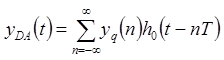 y_{DA}(t) = \sum_{n=-\infty}^{\infty} y_q(n) h_0(t - nT)